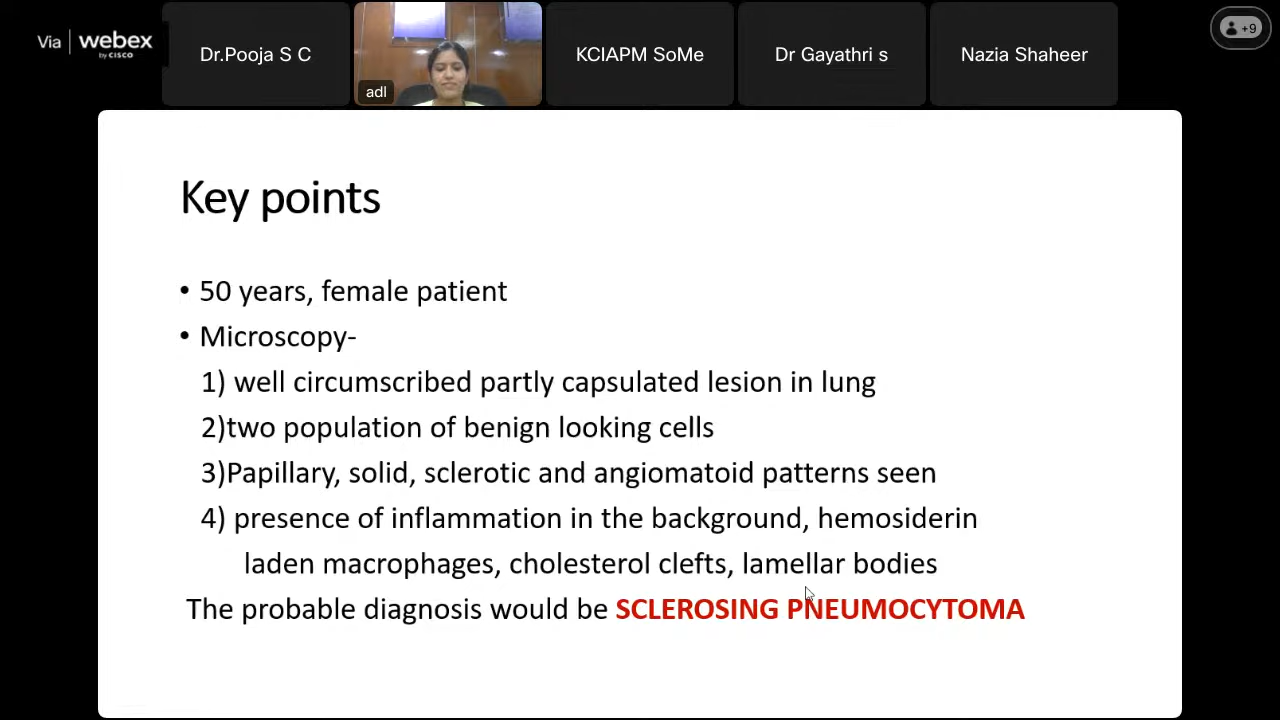 Via webex
by CISCO
Dr.Pooja S C
adl
KCIAPM SoMe
Dr Gayathri s
Nazia Shaheer
+9
Key points
• 50 years, female patient
• Microscopy-
1) well circumscribed partly capsulated lesion in lung
2)two population of benign looking cells
3)Papillary, solid, sclerotic and angiomatoid patterns seen
4) presence of inflammation in the background, hemosiderin
laden macrophages, cholesterol clefts, lamellar bodies
The probable diagnosis would be SCLEROSING PNEUMOCYTOMA